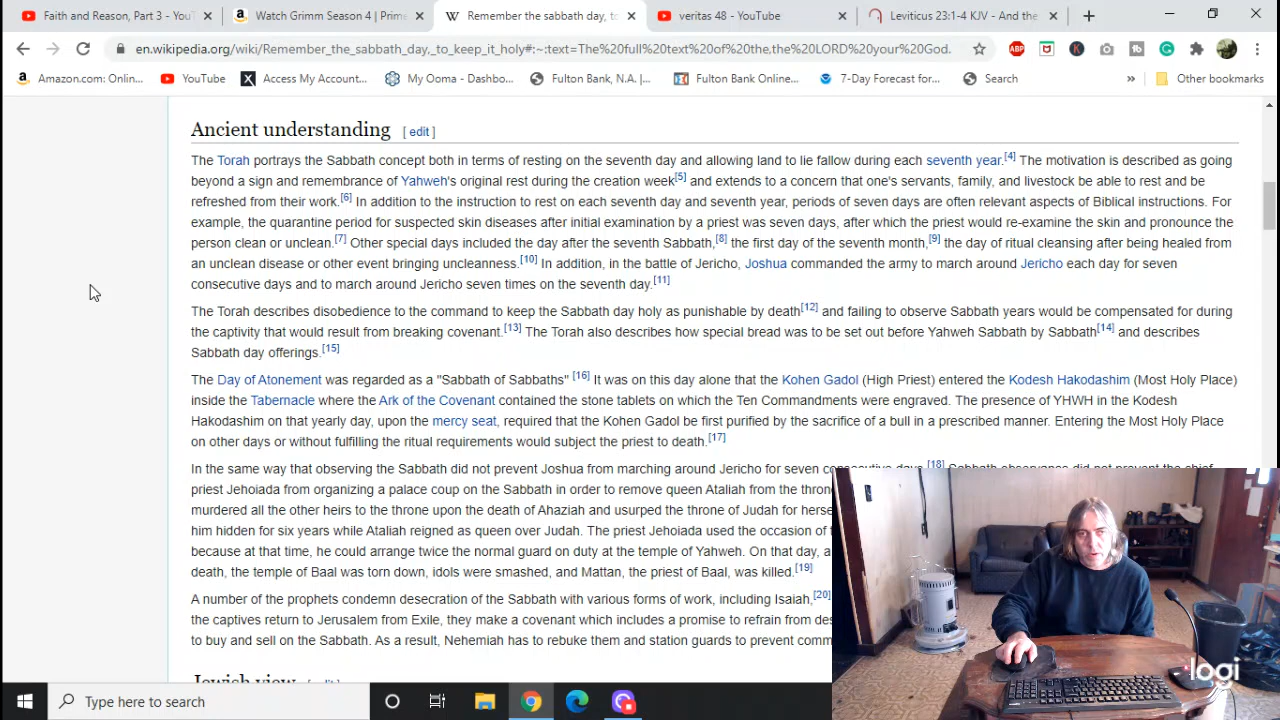 Faith and Reason, Part 3 - YouT
Watch Grimm Season 4 | Prime
Remember the sabbath day, to
veritas 48 - YouTube
Leviticus 23:1-4 KJV - And the
en.wikipedia.org/wiki/Remember_the_sabbath_day,_to_keep_it_holy#:~:text=The%20full%20text%20of%20the,the%20LORD%20your%20God.
Amazon.com: Onlin...
YouTube
Access My Account...
My Ooma - Dashbo...
Fulton Bank, N.A. |...
Fulton Bank Online...
7-Day Forecast for...
Search
Other bookmarks
Ancient understanding [ edit ]
The Torah portrays the Sabbath concept both in terms of resting on the seventh day and allowing land to lie fallow during each seventh year.[4] The motivation is described as going
beyond a sign and remembrance of Yahweh's original rest during the creation week[5] and extends to a concern that one's servants, family, and livestock be able to rest and be
refreshed from their work.[6] In addition to the instruction to rest on each seventh day and seventh year, periods of seven days are often relevant aspects of Biblical instructions. For
example, the quarantine period for suspected skin diseases after initial examination by a priest was seven days, after which the priest would re-examine the skin and pronounce the
person clean or unclean.[7] Other special days included the day after the seventh Sabbath,[8] the first day of the seventh month,[9] the day of ritual cleansing after being healed from
an unclean disease or other event bringing uncleanness.[10] In addition, in the battle of Jericho, Joshua commanded the army to march around Jericho each day for seven
consecutive days and to march around Jericho seven times on the seventh day.[11]
The Torah describes disobedience to the command to keep the Sabbath day holy as punishable by death[12] and failing to observe Sabbath years would be compensated for during
the captivity that would result from breaking covenant.[13] The Torah also describes how special bread was to be set out before Yahweh Sabbath by Sabbath[14] and describes
Sabbath day offerings.[15]
The Day of Atonement was regarded as a "Sabbath of Sabbaths" [16] It was on this day alone that the Kohen Gadol (High Priest) entered the Kodesh Hakodashim (Most Holy Place)
inside the Tabernacle where the Ark of the Covenant contained the stone tablets on which the Ten Commandments were engraved. The presence of YHWH in the Kodesh
Hakodashim on that yearly day, upon the mercy seat, required that the Kohen Gadol be first purified by the sacrifice of a bull in a prescribed manner. Entering the Most Holy Place
on other days or without fulfilling the ritual requirements would subject the priest to death.[17]
In the same way that observing the Sabbath did not prevent Joshua from marching around Jericho for seven consecutive days,[18] Sabbath observance did not prevent the chief
priest Jehoiada from organizing a palace coup on the Sabbath in order to remove queen Ataliah from the thron
murdered all the other heirs to the throne upon the death of Ahaziah and usurped the throne of Judah for herse
him hidden for six years while Ataliah reigned as queen over Judah. The priest Jehoiada used the occasion of
because at that time, he could arrange twice the normal guard on duty at the temple of Yahweh. On that day, a
death, the temple of Baal was torn down, idols were smashed, and Mattan, the priest of Baal, was killed.[19]
A number of the prophets condemn desecration of the Sabbath with various forms of work, including Isaiah,[20]
the captives return to Jerusalem from Exile, they make a covenant which includes a promise to refrain from des
to buy and sell on the Sabbath. As a result, Nehemiah has to rebuke them and station guards to prevent comm
Jewish view [ edit ]
logi
Type here to search